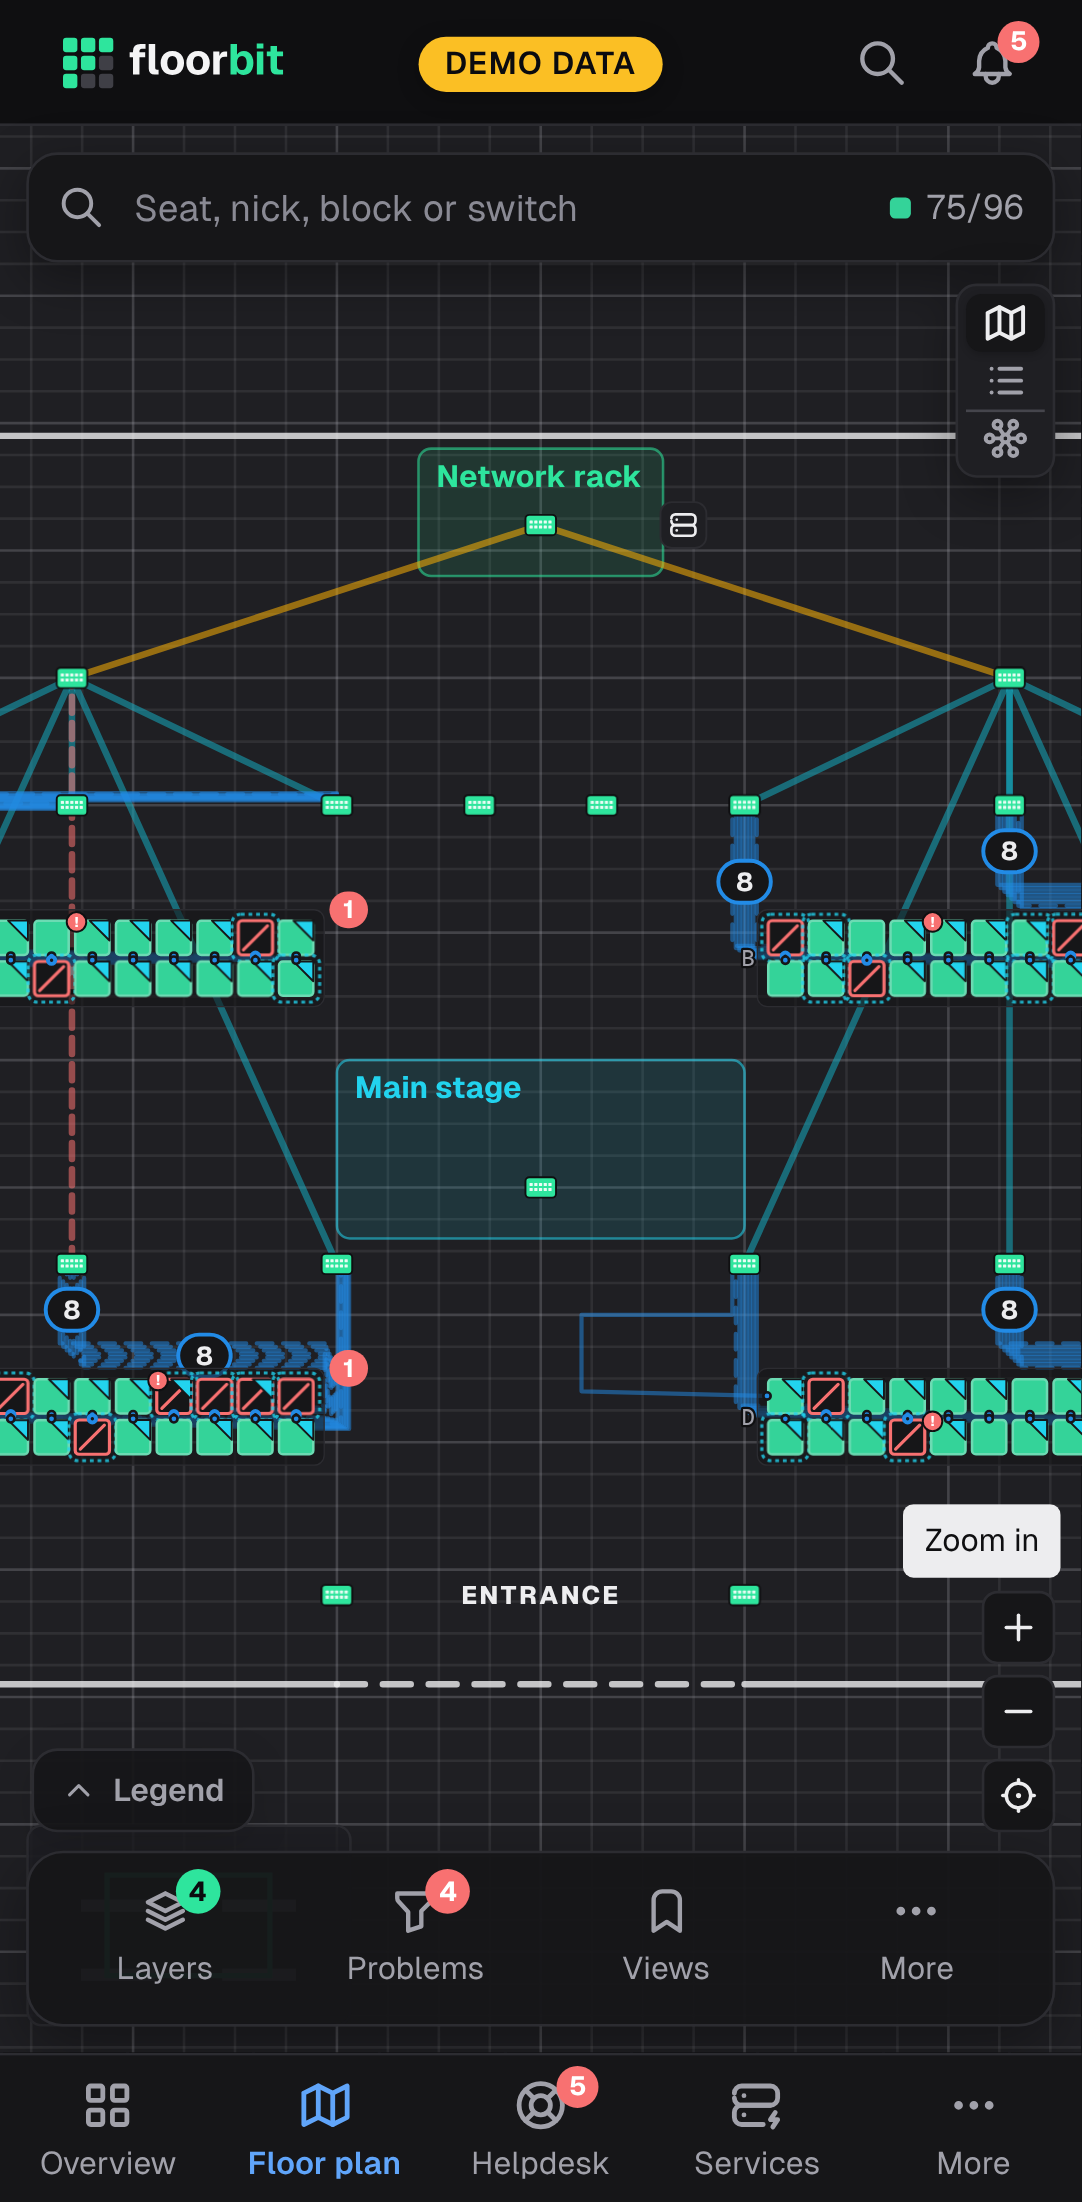 floorbit
DEMO DATA
5
Seat, nick, block or switch
75/96
Network rack
8
8
1
B
Main stage
8
8
8
1
D
Zoom in
ENTRANCE
Legend
4
4
Layers
Problems
Views
More
5
Overview
Floor plan
Helpdesk
Services
More